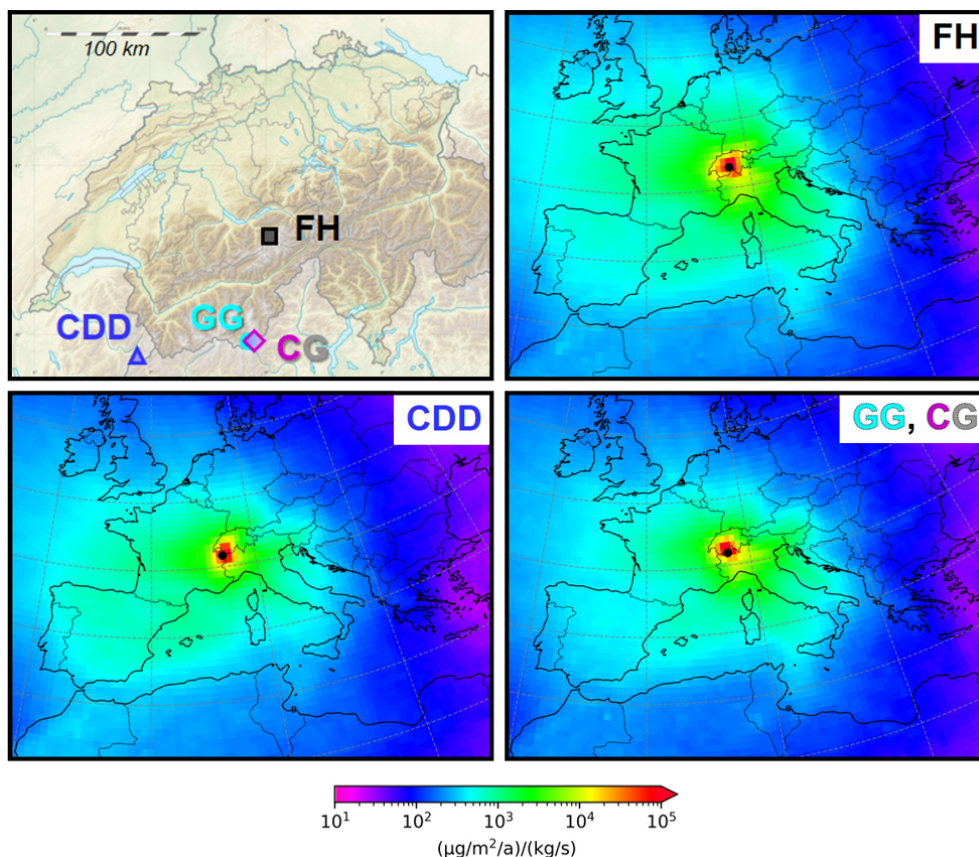 100 km
FH
FH
GG
CDD
CG
CDD
GG, CG
10¹ 10² 10³ 10⁴ 10⁵
(µg/m²/a)/(kg/s)